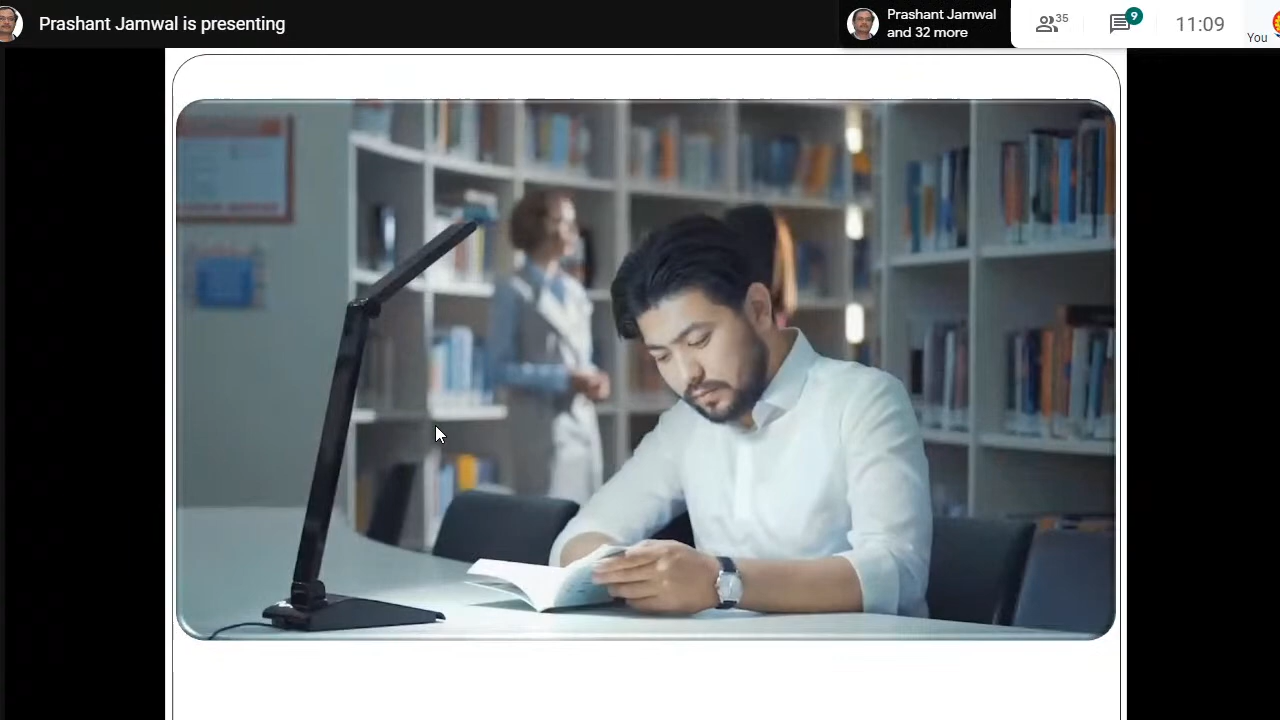 Prashant Jamwal is presenting
Prashant Jamwal
and 32 more
35
9
11:09
You